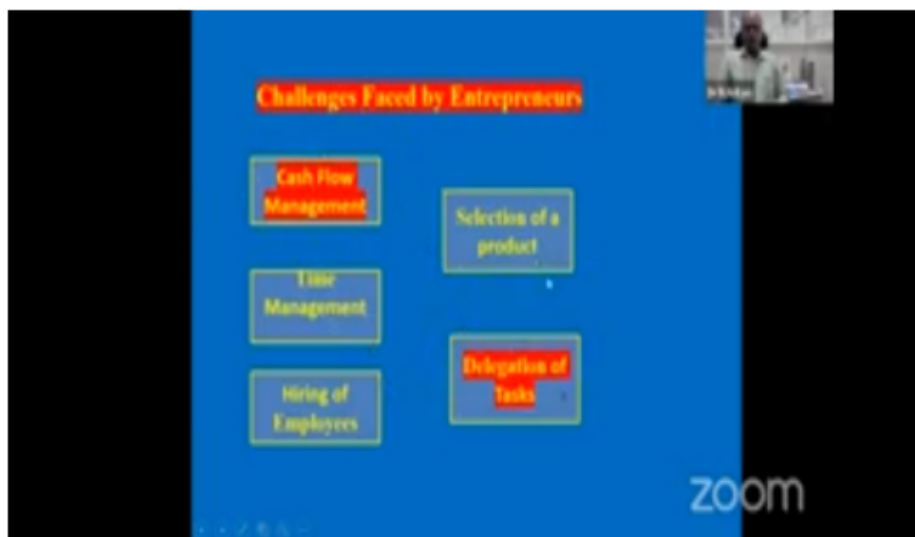 Challenges Faced by Entrepreneurs
Cash Flow
Management
Time
Management
Hiring of
Employees
Selection of a
product
Delegation of
Tasks
zoom